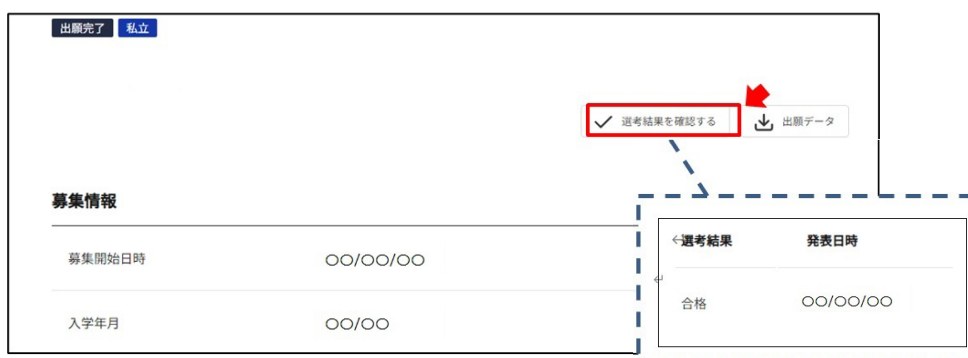 出願完了 私立
選考結果を確認する 出願データ
募集情報
募集開始日時 〇〇/〇〇/〇〇
入学年月 〇〇/〇〇
←選考結果 発表日時
↵
合格 〇〇/〇〇/〇〇